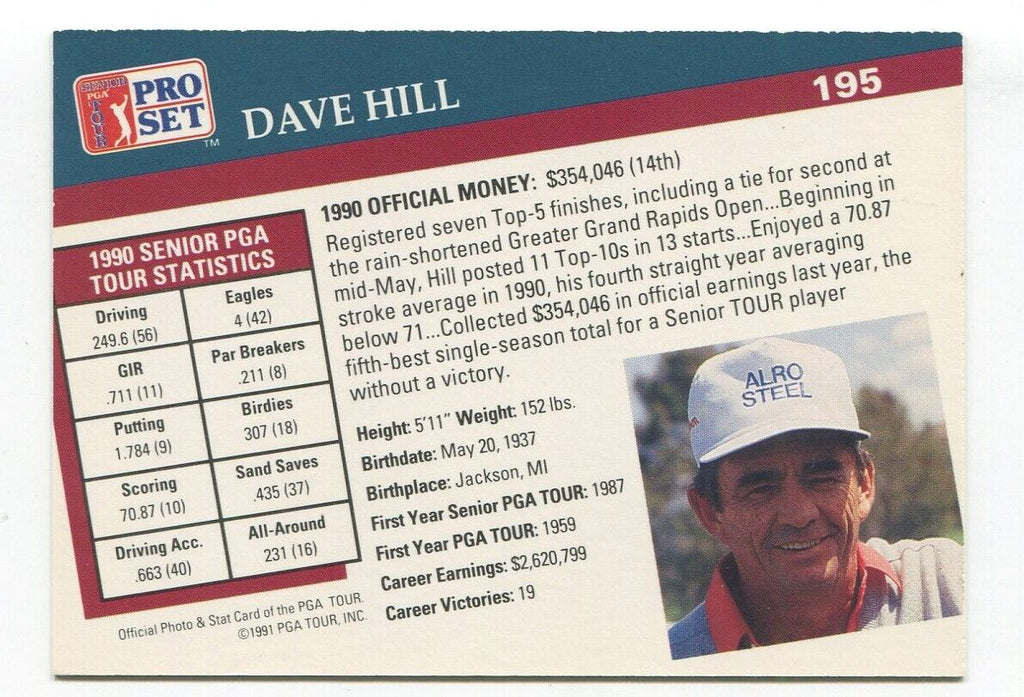 SENIOR
PGA
TOUR
PRO
SET
TM
DAVE HILL
195
1990 OFFICIAL MONEY: $354,046 (14th)
Registered seven Top-5 finishes, including a tie for second at
the rain-shortened Greater Grand Rapids Open...Beginning in
mid-May, Hill posted 11 Top-10s in 13 starts...Enjoyed a 70.87
stroke average in 1990, his fourth straight year averaging
below 71...Collected $354,046 in official earnings last year, the
fifth-best single-season total for a Senior TOUR player
without a victory.
1990 SENIOR PGA
TOUR STATISTICS
Driving
249.6 (56)
Eagles
4 (42)
GIR
.711 (11)
Par Breakers
.211 (8)
Putting
1.784 (9)
Birdies
307 (18)
Scoring
70.87 (10)
Sand Saves
.435 (37)
Driving Acc.
.663 (40)
All-Around
231 (16)
Height: 5'11" Weight: 152 lbs.
Birthdate: May 20, 1937
Birthplace: Jackson, MI
First Year Senior PGA TOUR: 1987
First Year PGA TOUR: 1959
Career Earnings: $2,620,799
Career Victories: 19
ALRO
STEEL
Official Photo & Stat Card of the PGA TOUR.
©1991 PGA TOUR, INC.